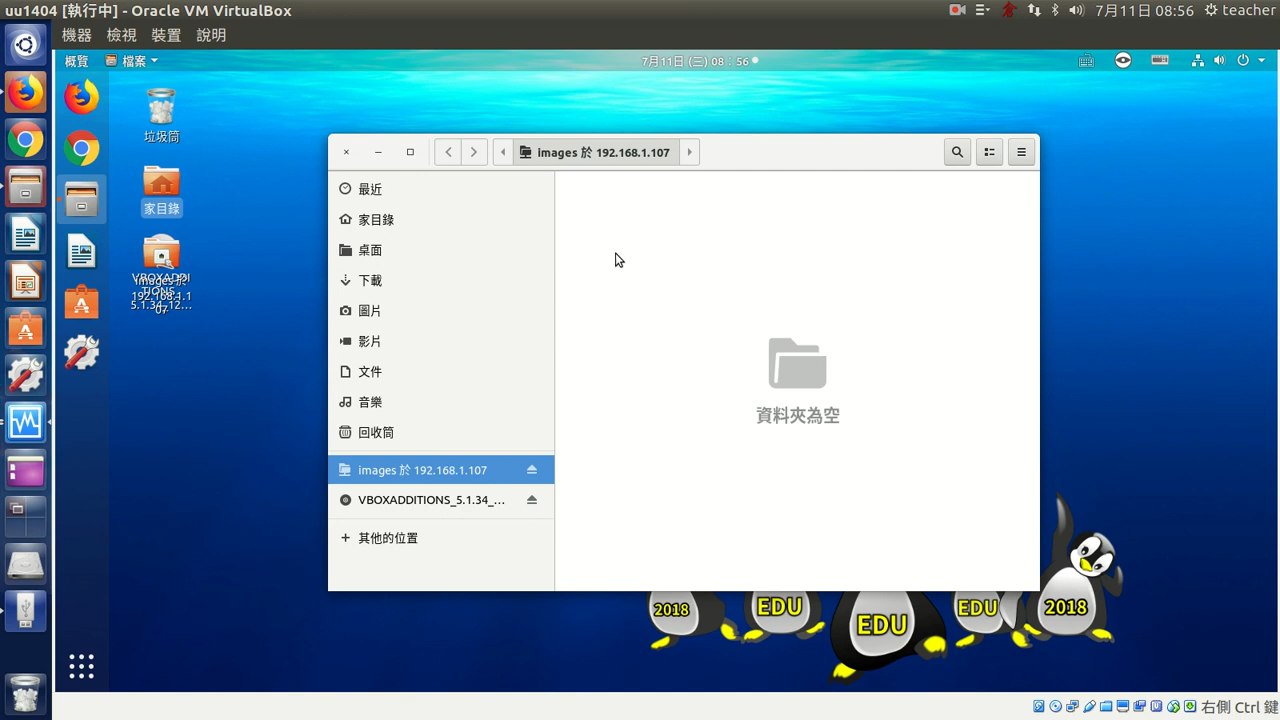 uu1404 [執行中] - Oracle VM VirtualBox
7月11日 08:56 teacher
機器 檢視 裝置 說明
概覽 檔案 7月11日 (三) 08：56
垃圾筒
家目錄
images 於 192.168.1.107
最近
家目錄
桌面
下載
圖片
影片
文件
音樂
回收筒
images 於 192.168.1.107
VBOXADDITIONS_5.1.34_...
其他的位置
資料夾為空
2018
EDU
EDU
EDU
2018
右側 Ctrl 鍵